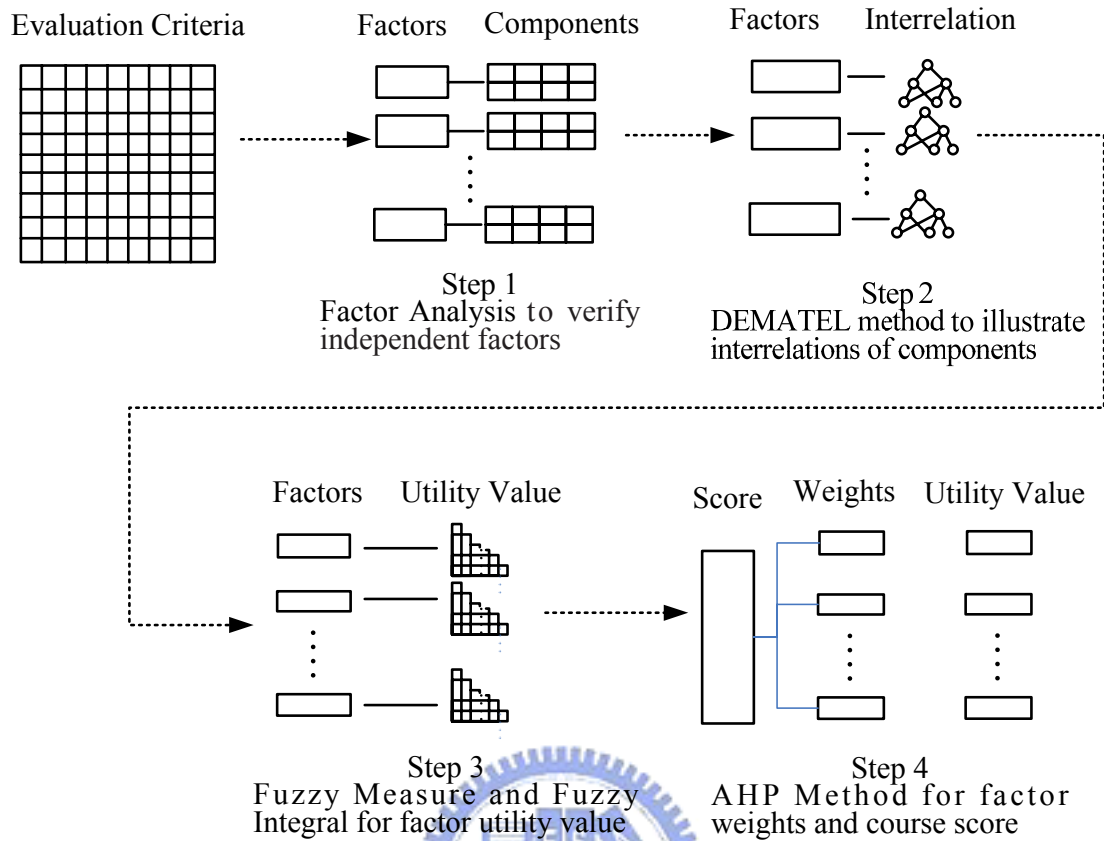 Evaluation Criteria
Factors
Components
Factors
Interrelation
Step 1
Factor Analysis to verify
independent factors
Step 2
DEMATEL method to illustrate
interrelations of components
Factors
Utility Value
Score
Weights
Utility Value
Step 3
Fuzzy Measure and Fuzzy
Integral for factor utility value
Step 4
AHP Method for factor
weights and course score